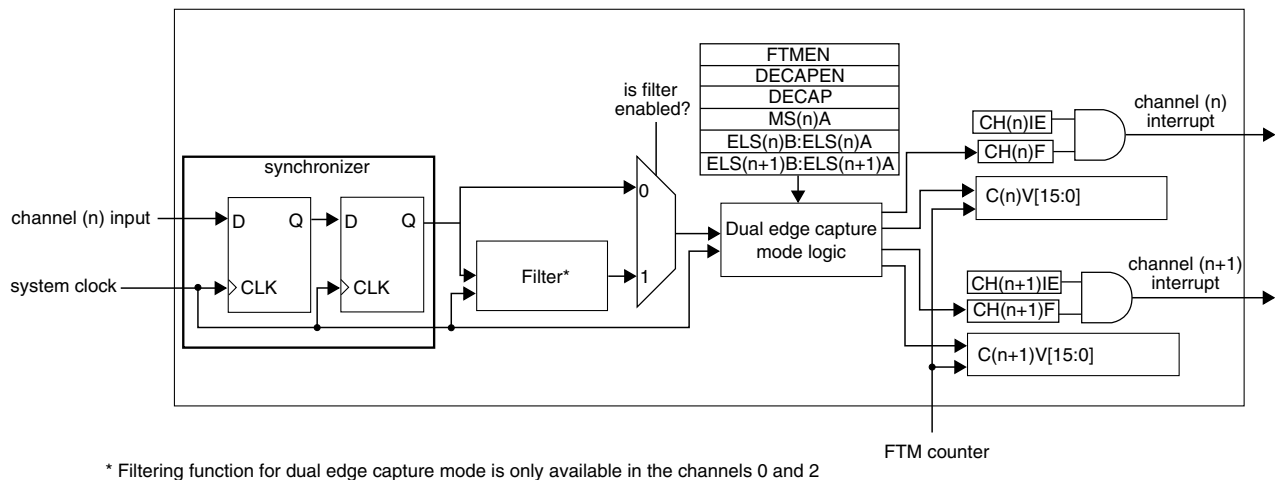 FTMEN
DECAPEN
DECAP
MS(n)A
ELS(n)B:ELS(n)A
ELS(n+1)B:ELS(n+1)A
is filter
enabled?
synchronizer
channel (n) input
system clock
D Q
CLK
D Q
CLK
Filter*
0
1
Dual edge capture
mode logic
CH(n)IE
CH(n)F
channel (n)
interrupt
C(n)V[15:0]
CH(n+1)IE
CH(n+1)F
channel (n+1)
interrupt
C(n+1)V[15:0]
FTM counter
* Filtering function for dual edge capture mode is only available in the channels 0 and 2